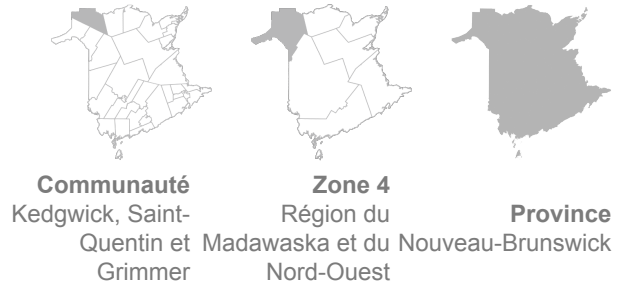 Communauté
Kedgwick, Saint-
Quentin et
Grimmer
Zone 4
Région du
Madawaska et du
Nord-Ouest
Province
Nouveau-Brunswick